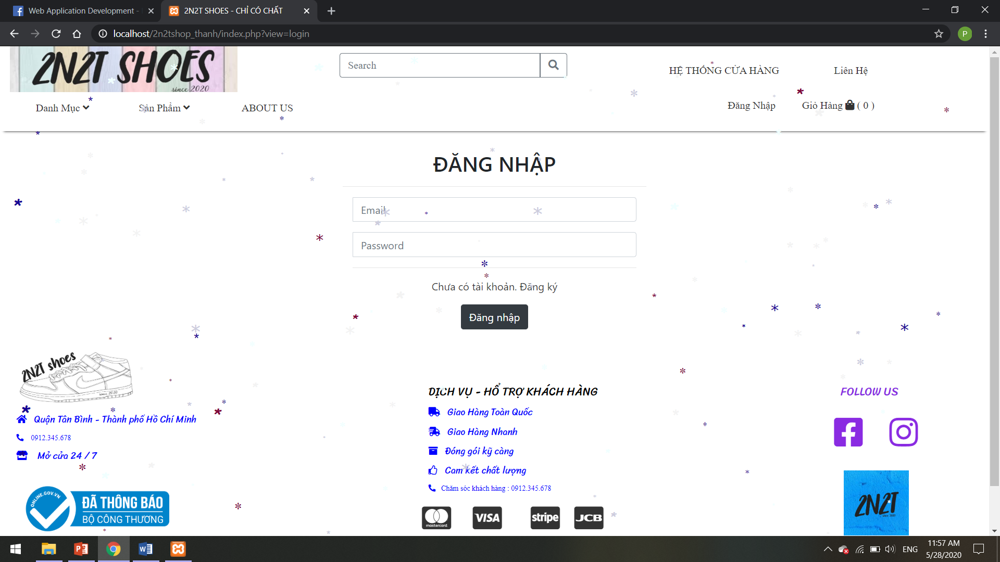 Web Application Development -
2N2T SHOES - CHỈ CÓ CHẤT
localhost/2n2tshop_thanh/index.php?view=login
P
2N2T SHOES
since 2020
Search
HỆ THỐNG CỬA HÀNG
Liên Hệ
Danh Mục
Sản Phẩm
ABOUT US
Đăng Nhập
Giỏ Hàng ( 0 )
ĐĂNG NHẬP
Email
Password
Chưa có tài khoản. Đăng ký
Đăng nhập
2N2T shoes
since 2020
Quận Tân Bình - Thành phố Hồ Chí Minh
0912.345.678
Mở cửa 24 / 7
ONLINE.GOV.VN
ĐÃ THÔNG BÁO
BỘ CÔNG THƯƠNG
DỊCH VỤ - HỔ TRỢ KHÁCH HÀNG
Giao Hàng Toàn Quốc
Giao Hàng Nhanh
Đóng gói kỹ càng
Cam kết chất lượng
Chăm sóc khách hàng : 0912.345.678
mastercard
VISA
stripe
JCB
FOLLOW US
2N2T
since 2020
ENG
11:57 AM
5/28/2020